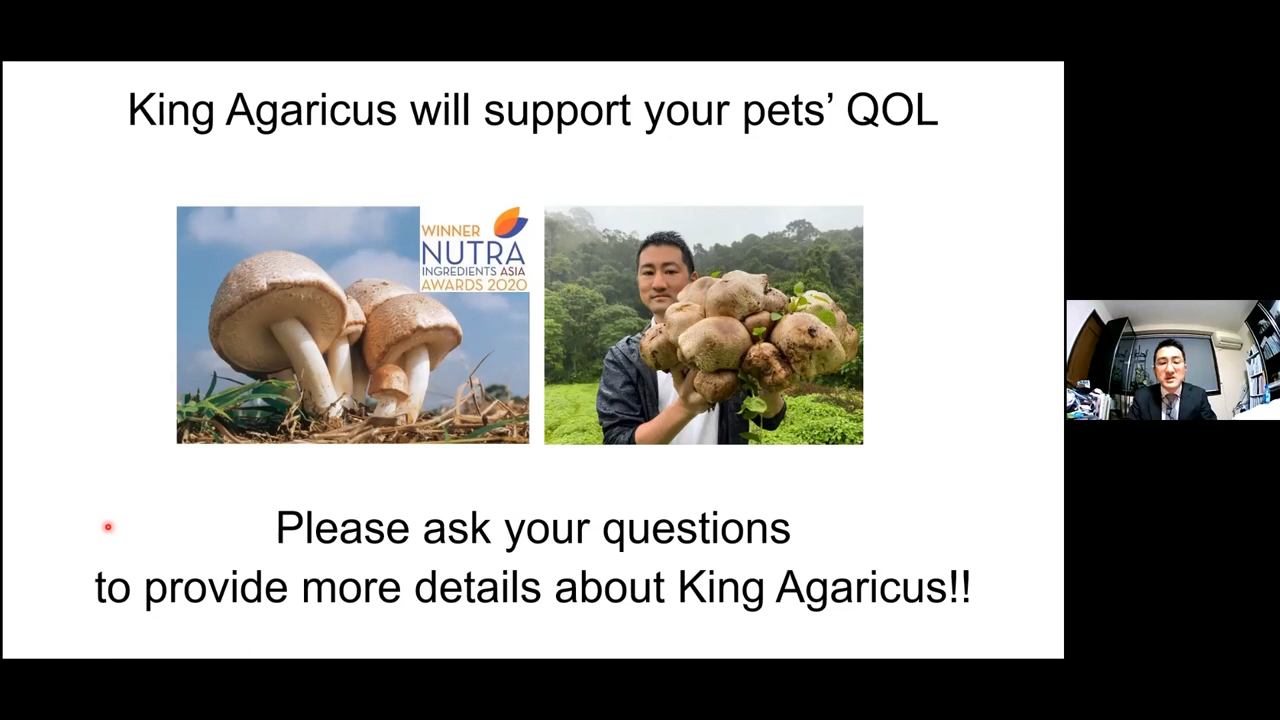 King Agaricus will support your pets’ QOL
WINNER
NUTRA
INGREDIENTS ASIA
AWARDS 2020
Please ask your questions
to provide more details about King Agaricus!!